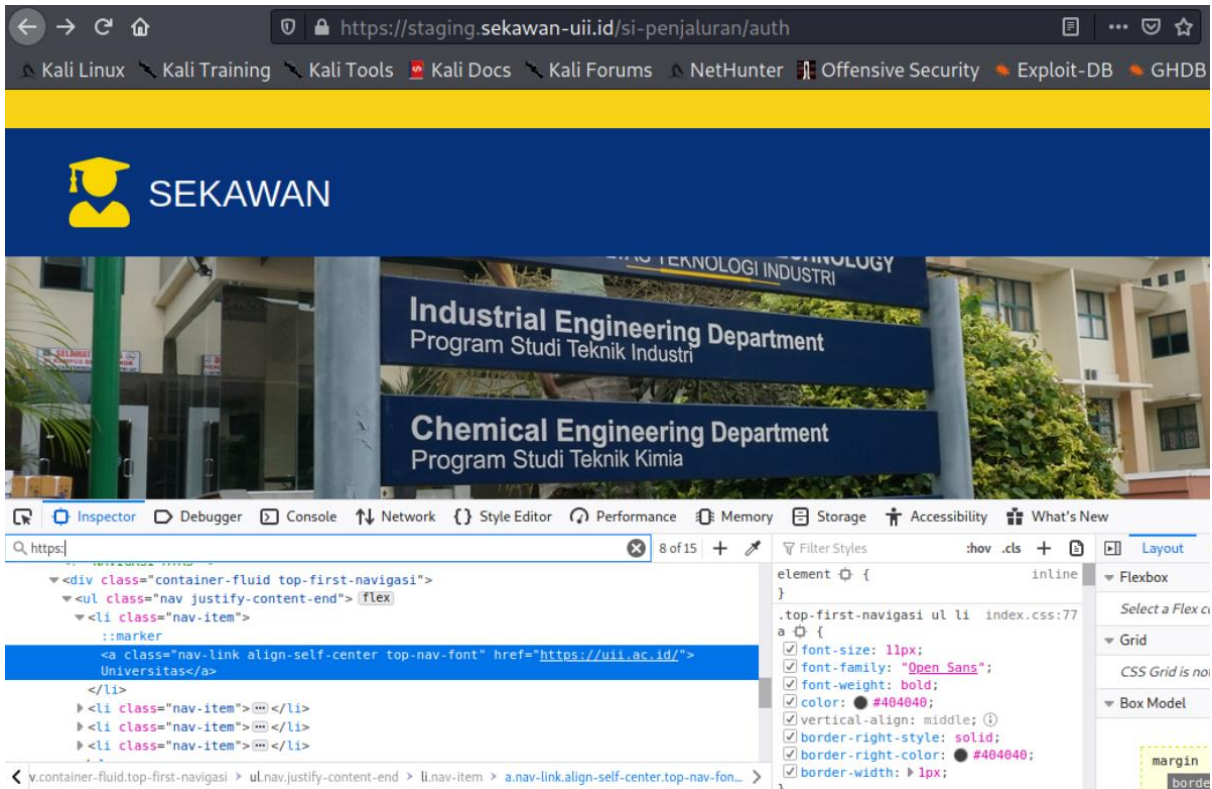 https://staging.sekawan-uii.id/si-penjaluran/auth
Kali Linux Kali Training Kali Tools Kali Docs Kali Forums NetHunter Offensive Security Exploit-DB GHDB
SEKAWAN
TEKNOLOGI INDUSTRI
Industrial Engineering Department
Program Studi Teknik Industri
Chemical Engineering Department
Program Studi Teknik Kimia
Inspector Debugger Console Network {} Style Editor Performance Memory Storage Accessibility What's New
https: 8 of 15 + Filter Styles :hov .cls + Layout
<div class="container-fluid top-first-navigasi">
<ul class="nav justify-content-end"> flex
<li class="nav-item">
::marker
<a class="nav-link align-self-center top-nav-font" href="https://uii.ac.id/">
Universitas</a>
</li>
<li class="nav-item"> </li>
<li class="nav-item"> </li>
<li class="nav-item"> </li>
v.container-fluid.top-first-navigasi > ul.nav.justify-content-end > li.nav-item > a.nav-link.align-self-center.top-nav-fon...
element { inline
}
.top-first-navigasi ul li index.css:77
a {
font-size: 11px;
font-family: "Open Sans";
font-weight: bold;
color: #404040;
vertical-align: middle;
border-right-style: solid;
border-right-color: #404040;
border-width: 1px;
}
Flexbox
Select a Flex
Grid
CSS Grid is
Box Model
margin